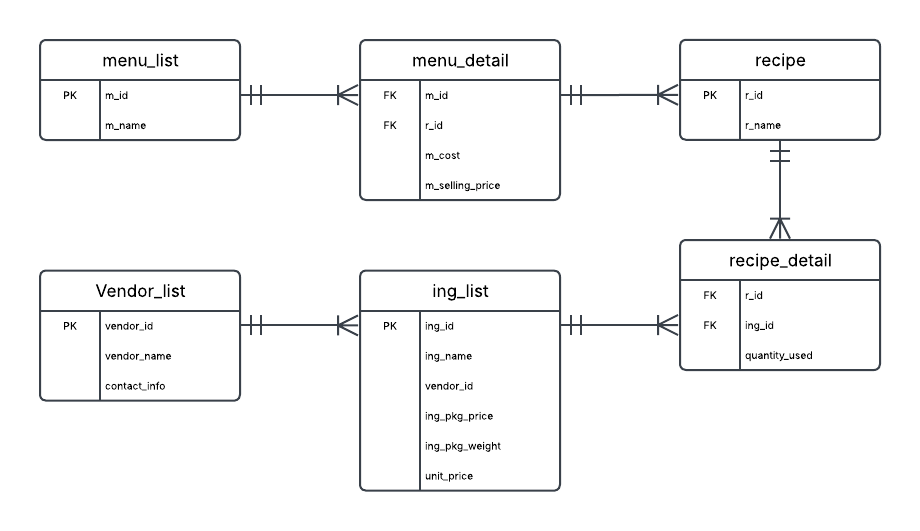 menu_list
PK m_id
m_name
menu_detail
FK m_id
FK r_id
m_cost
m_selling_price
recipe
PK r_id
r_name
Vendor_list
PK vendor_id
vendor_name
contact_info
ing_list
PK ing_id
ing_name
vendor_id
ing_pkg_price
ing_pkg_weight
unit_price
recipe_detail
FK r_id
FK ing_id
quantity_used